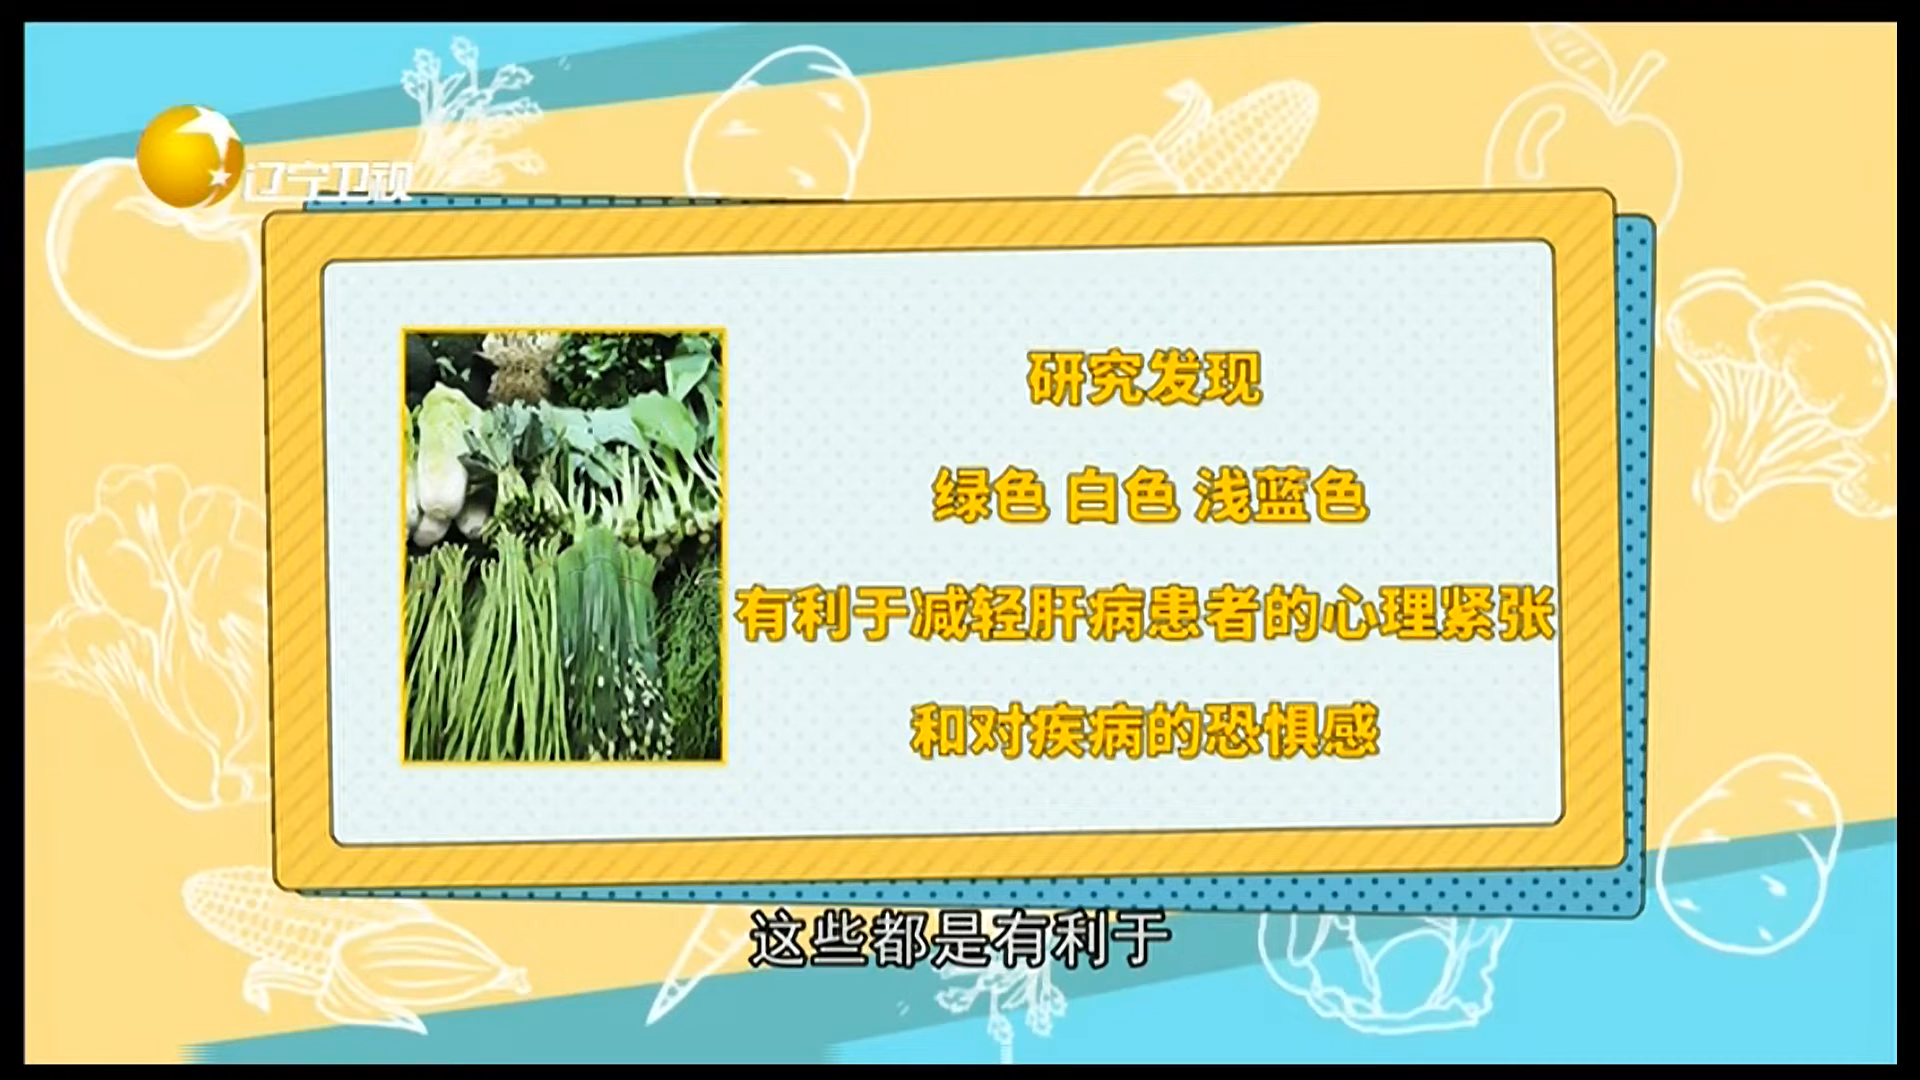 辽宁卫视
研究发现
绿色 白色 浅蓝色
有利于减轻肝病患者的心理紧张
和对疾病的恐惧感
这些都是有利于